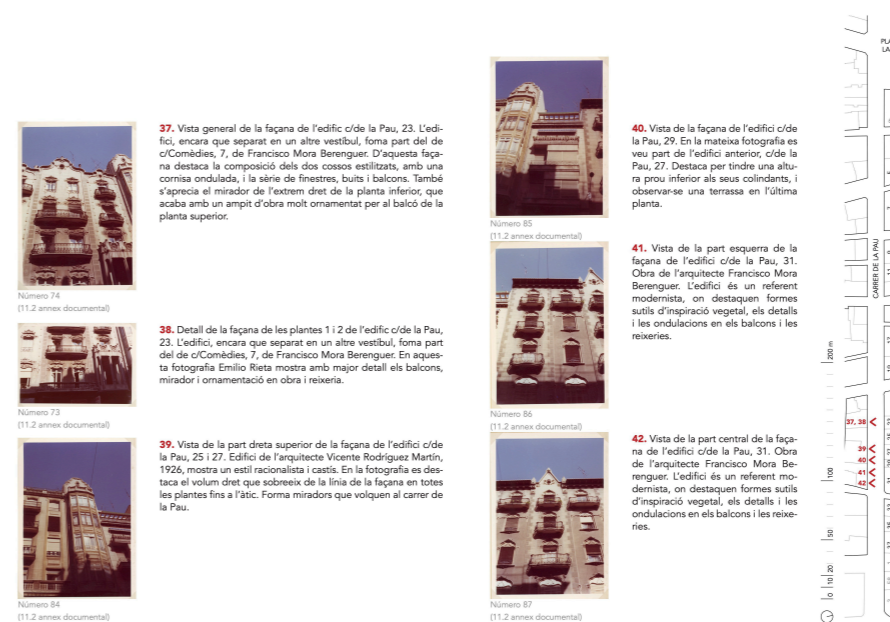 37. Vista general de la façana de l'edific c/de la Pau, 23. L'edi-
fici, encara que separat en un altre vestíbul, foma part del de
c/Comèdies, 7, de Francisco Mora Berenguer. D'aquesta faça-
na destaca la composició dels dos cossos estilitzats, amb una
cornisa ondulada, i la sèrie de finestres, buits i balcons. També
s'aprecia el mirador de l'extrem dret de la planta inferior, que
acaba amb un ampit d'obra molt ornamentat per al balcó de la
planta superior.
Número 74
(11.2 annex documental)
38. Detall de la façana de les plantes 1 i 2 de l'edific c/de la Pau,
23. L'edifici, encara que separat en un altre vestíbul, foma part
del de c/Comèdies, 7, de Francisco Mora Berenguer. En aques-
ta fotografia Emilio Rieta mostra amb major detall els balcons,
mirador i ornamentació en obra i reixeria.
Número 73
(11.2 annex documental)
39. Vista de la part dreta superior de la façana de l'edifici c/de
la Pau, 25 i 27. Edifici de l'arquitecte Vicente Rodríguez Martín,
1926, mostra un estil racionalista i castís. En la fotografia es des-
taca el volum dret que sobreeix de la línia de la façana en totes
les plantes fins a l'àtic. Forma miradors que volquen al carrer de
la Pau.
Número 84
(11.2 annex documental)
40. Vista de la façana de l'edifici c/de
la Pau, 29. En la mateixa fotografia es
veu part de l'edifici anterior, c/de la
Pau, 27. Destaca per tindre una altu-
ra prou inferior als seus colindants, i
observar-se una terrassa en l'última
planta.
Número 85
(11.2 annex documental)
41. Vista de la part esquerra de la
façana de l'edifici c/de la Pau, 31.
Obra de l'arquitecte Francisco Mora
Berenguer. L'edifici és un referent
modernista, on destaquen formes
sutils d'inspiració vegetal, els detalls
i les ondulacions en els balcons i les
reixeries.
Número 86
(11.2 annex documental)
42. Vista de la part central de la faça-
na de l'edifici c/de la Pau, 31. Obra
de l'arquitecte Francisco Mora Be-
renguer. L'edifici és un referent mo-
dernista, on destaquen formes sutils
d'inspiració vegetal, els detalls i les
ondulacions en els balcons i les reixe-
ries.
Número 87
(11.2 annex documental)
CARRER DE LA PAU
37, 38
39
40
41
42
200 m
100
50
20
10
0